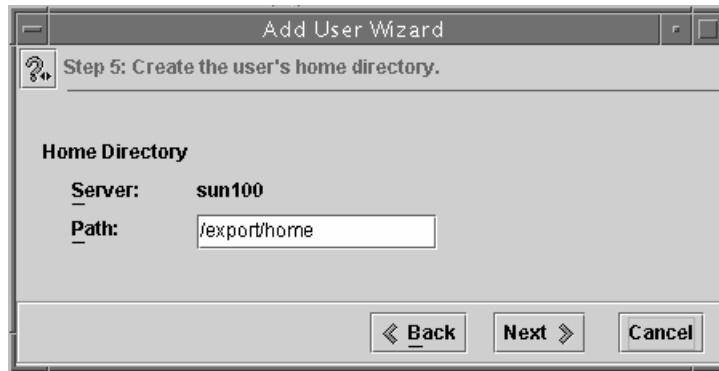 Add User Wizard
Step 5: Create the user's home directory.
Home Directory
Server: sun100
Path: /export/home
Back Next Cancel